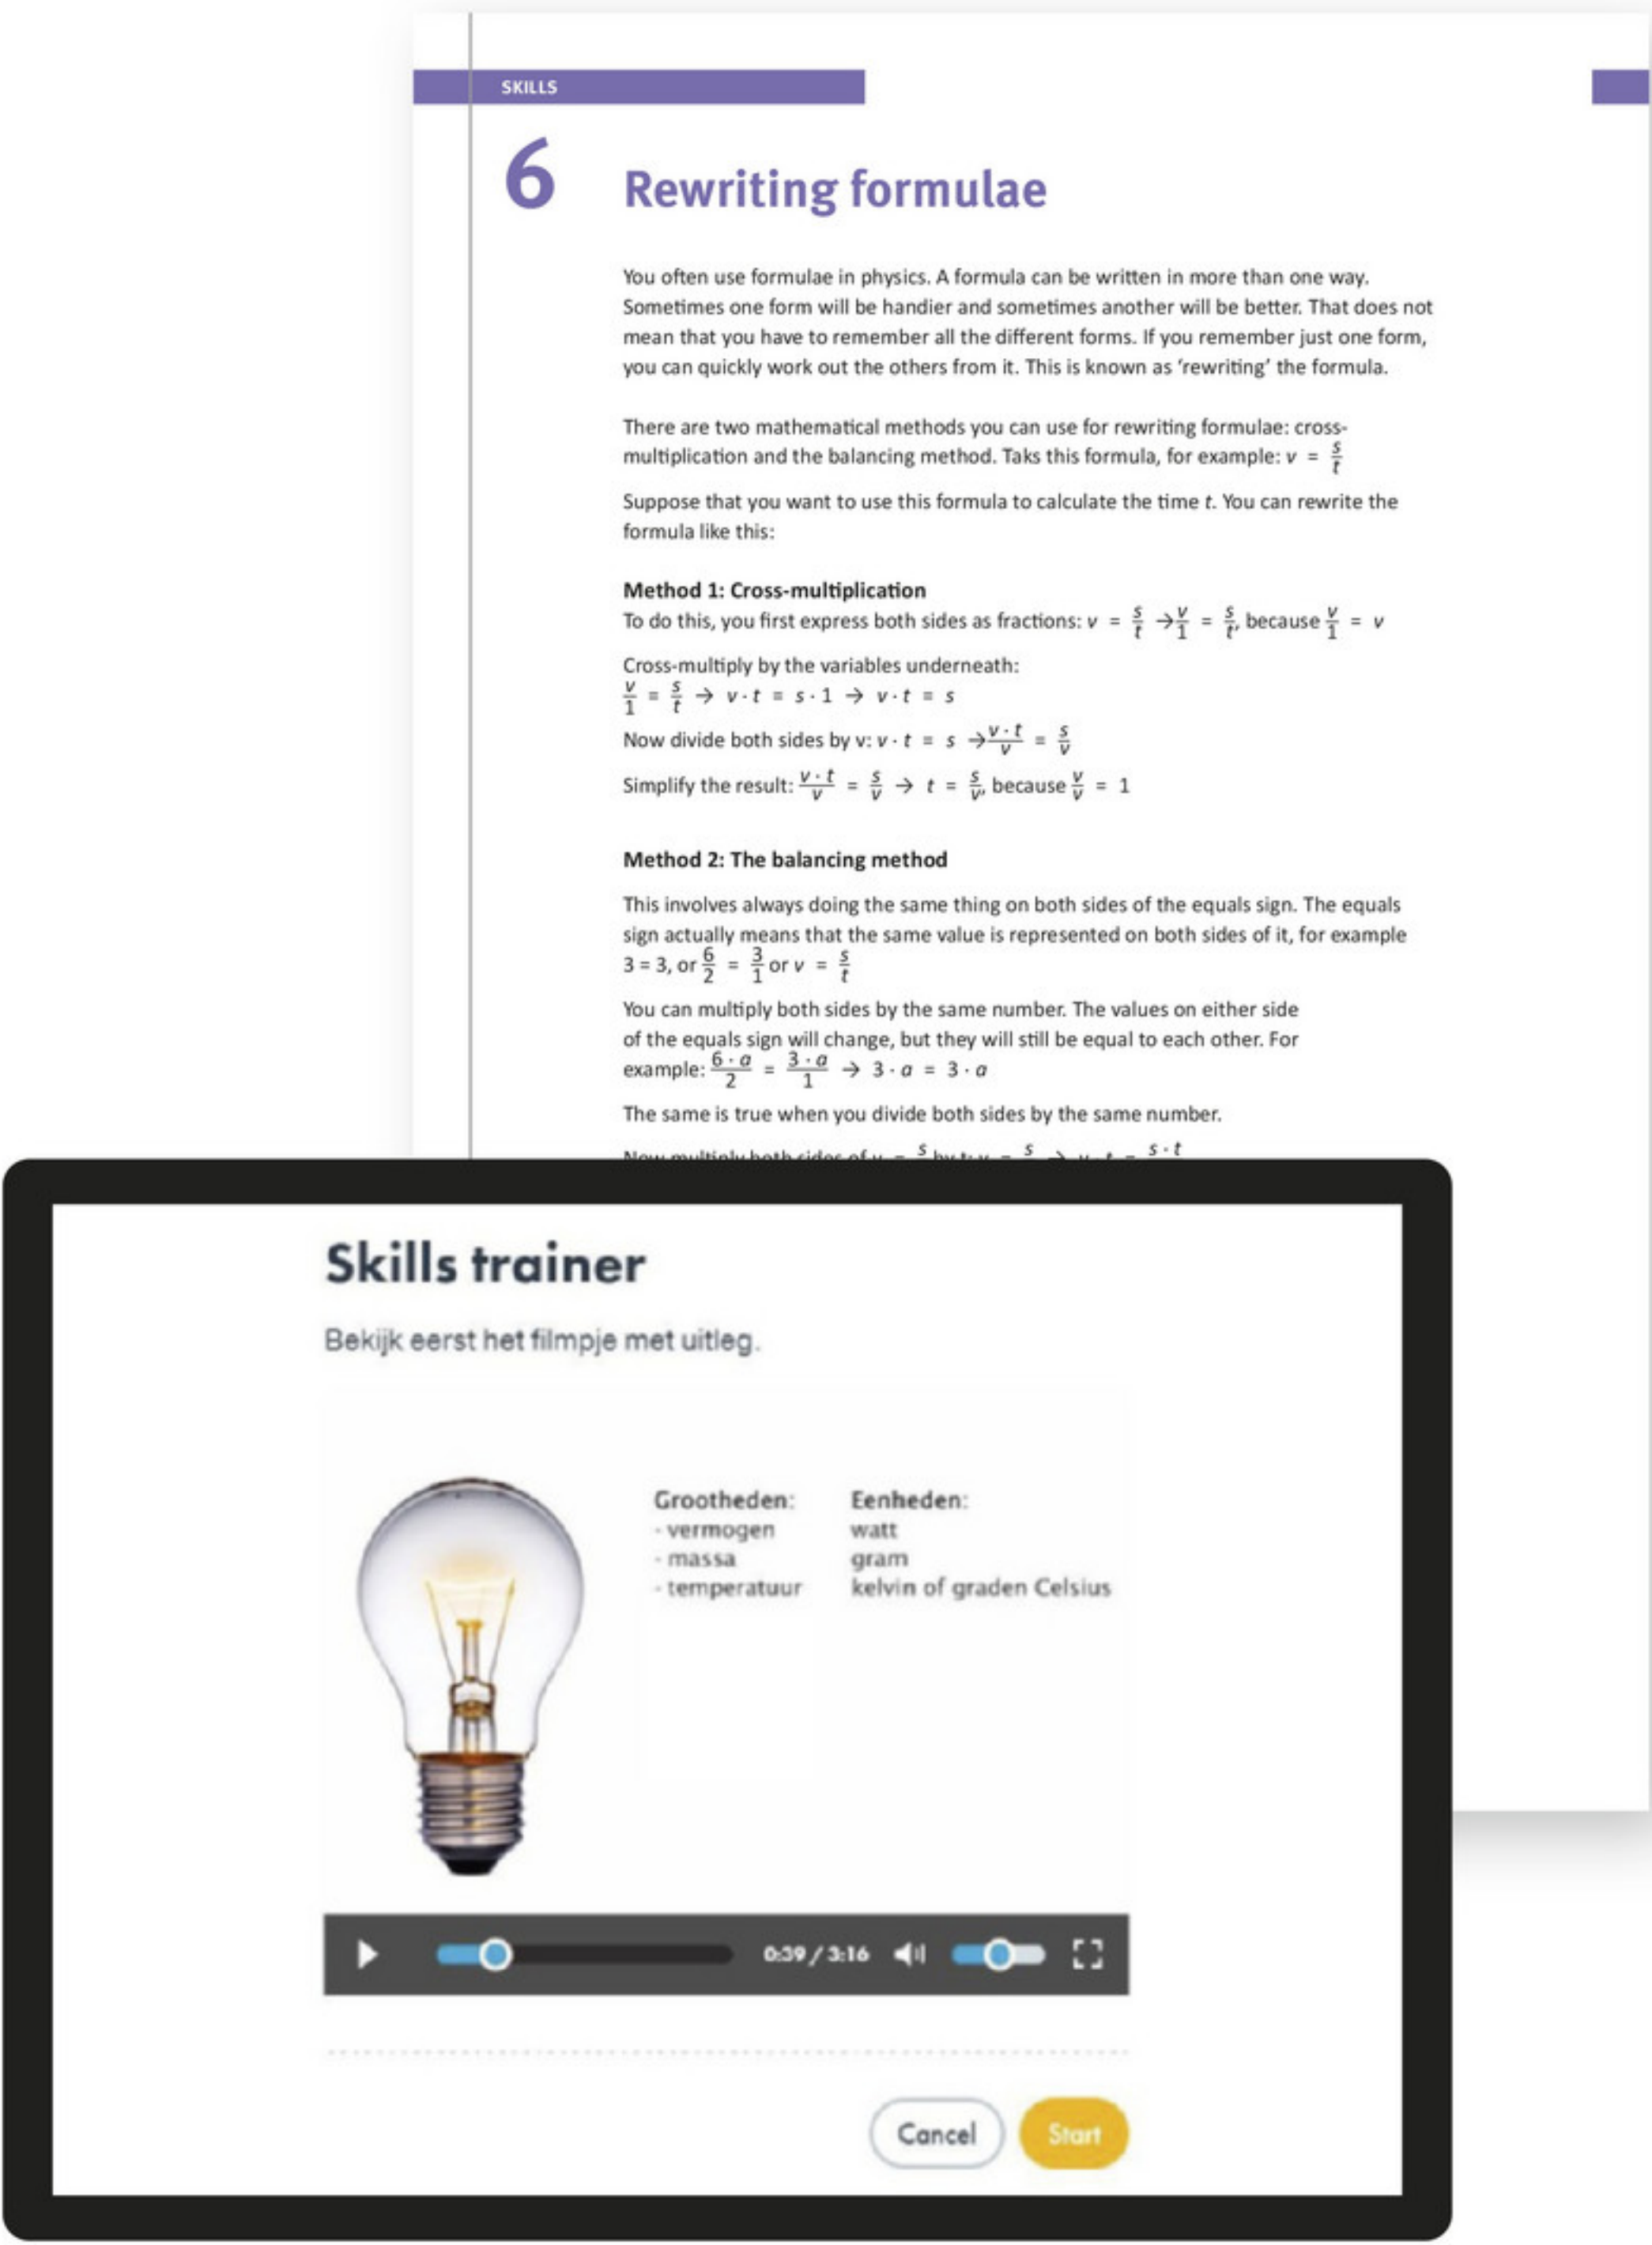 SKILLS
6 Rewriting formulae
You often use formulae in physics. A formula can be written in more than one way.
Sometimes one form will be handier and sometimes another will be better. That does not
mean that you have to remember all the different forms. If you remember just one form,
you can quickly work out the others from it. This is known as ‘rewriting’ the formula.
There are two mathematical methods you can use for rewriting formulae: cross-
multiplication and the balancing method. Taks this formula, for example: v = s/t
Suppose that you want to use this formula to calculate the time t. You can rewrite the
formula like this:
Method 1: Cross-multiplication
To do this, you first express both sides as fractions: v = s/t → v/1 = s/t, because v/1 = v
Cross-multiply by the variables underneath:
v/1 = s/t → v · t = s · 1 → v · t = s
Now divide both sides by v: v · t = s → v · t/v = s/v
Simplify the result: v · t/v = s/v → t = s/v, because v/v = 1
Method 2: The balancing method
This involves always doing the same thing on both sides of the equals sign. The equals
sign actually means that the same value is represented on both sides of it, for example
3 = 3, or 6/2 = 3/1 or v = s/t
You can multiply both sides by the same number. The values on either side
of the equals sign will change, but they will still be equal to each other. For
example: 6 · a/2 = 3 · a/1 → 3 · a = 3 · a
The same is true when you divide both sides by the same number.
Now multiply both sides of v = s by t: v = s → v · t = s · t
Skills trainer
Bekijk eerst het filmpje met uitleg.
Grootheden: Eenheden:
- vermogen watt
- massa gram
- temperatuur kelvin of graden Celsius
0:39 / 3:16
Cancel Start